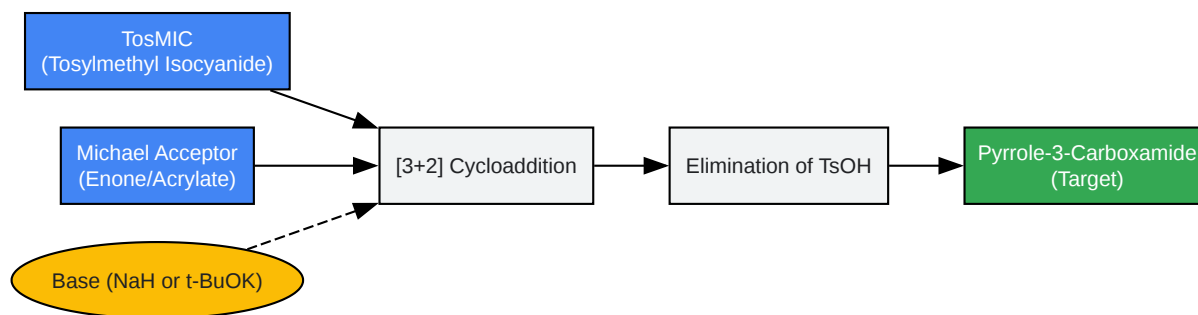 TosMIC
(Tosylmethyl Isocyanide)
Michael Acceptor
(Enone/Acrylate)
Base (NaH or t-BuOK)
[3+2] Cycloaddition
Elimination of TsOH
Pyrrole-3-Carboxamide
(Target)